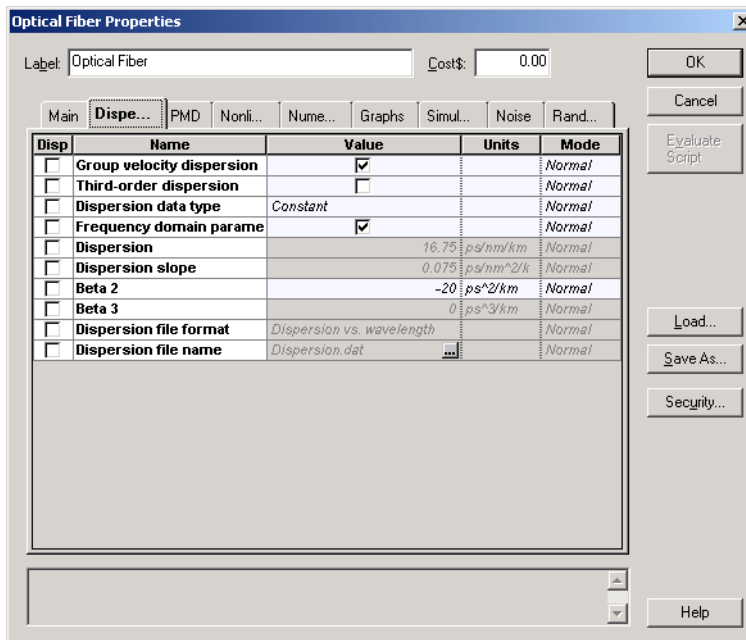 Optical Fiber Properties
Label: Optical Fiber Cost$: 0.00
OK
Cancel
Evaluate Script
Main Dispe... PMD Nonli... Nume... Graphs Simul... Noise Rand...
Disp Name Value Units Mode
Group velocity dispersion Normal
Third-order dispersion Normal
Dispersion data type Constant Normal
Frequency domain parame Normal
Dispersion 16.75 ps/nm/km Normal
Dispersion slope 0.075 ps/nm^2/k Normal
Beta 2 -20 ps^2/km Normal
Beta 3 0 ps^3/km Normal
Dispersion file format Dispersion vs. wavelength Normal
Dispersion file name Dispersion.dat ... Normal
Load...
Save As...
Security...
Help